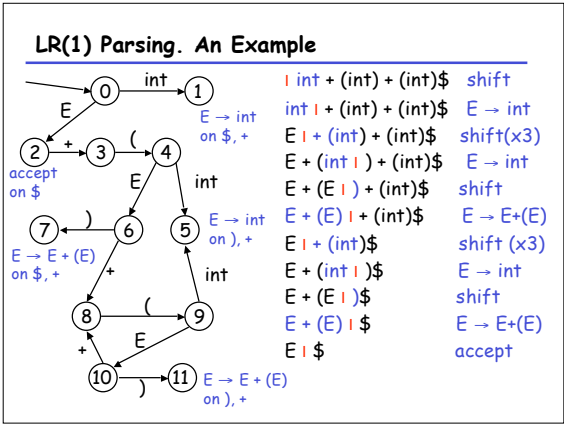 LR(1) Parsing. An Example
int
0
1
E
E → int
on $, +
2
+
3
(
4
accept
on $
E
int
7
)
6
5
E → int
on ), +
E → E + (E)
on $, +
+
int
8
(
9
+
E
10
)
11
E → E + (E)
on ), +
I int + (int) + (int)$ shift
int I + (int) + (int)$ E → int
E I + (int) + (int)$ shift(x3)
E + (int I ) + (int)$ E → int
E + (E I ) + (int)$ shift
E + (E) I + (int)$ E → E+(E)
E I + (int)$ shift (x3)
E + (int I )$ E → int
E + (E I )$ shift
E + (E) I $ E → E+(E)
E I $ accept